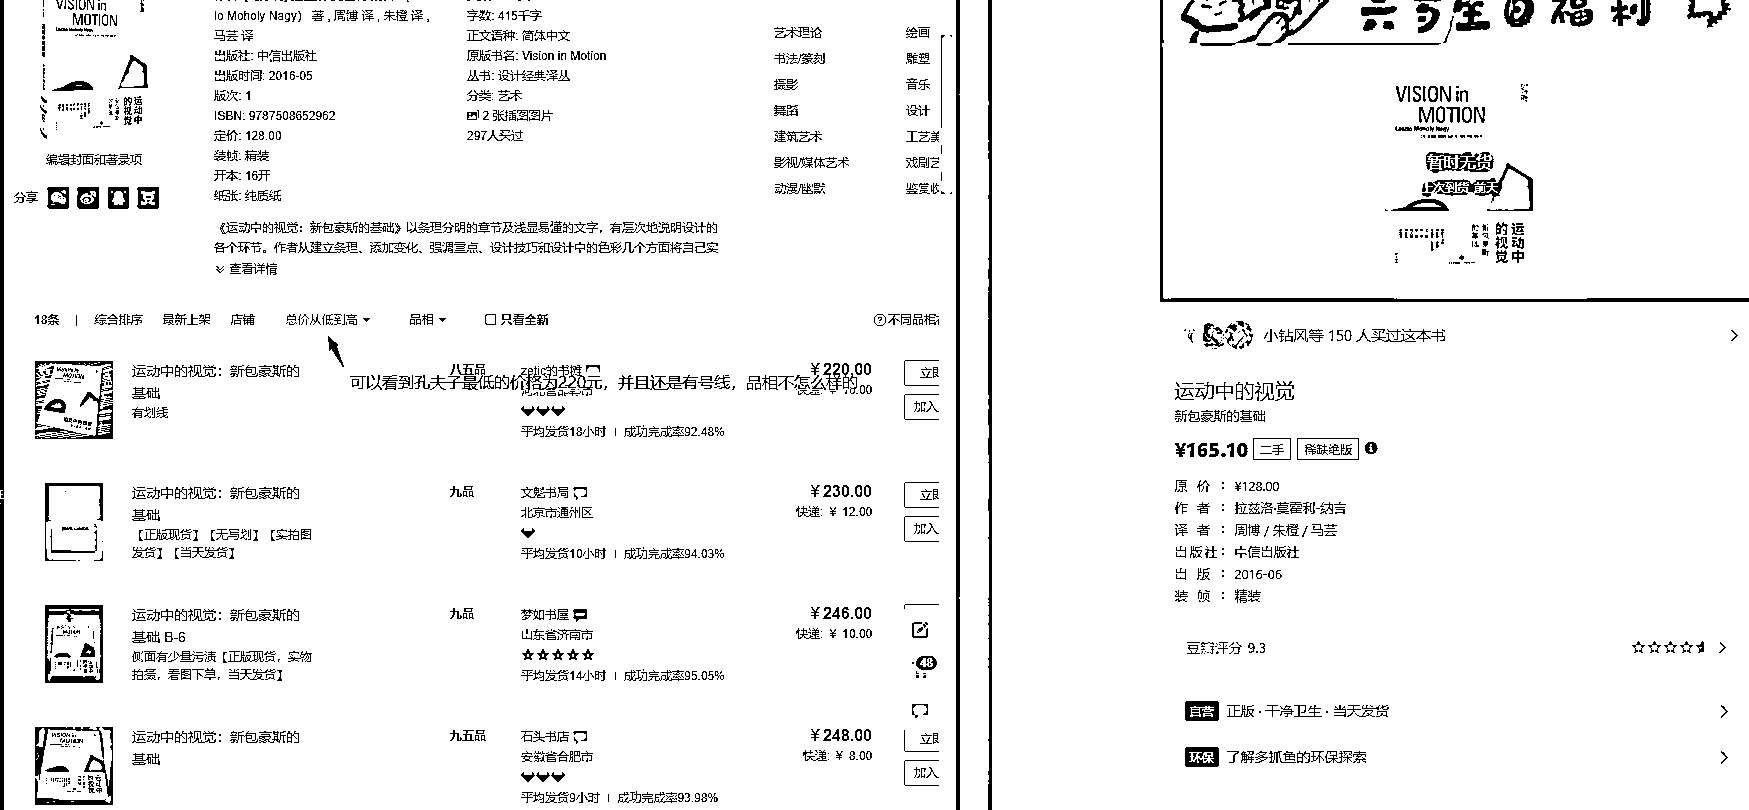 VISION in
MOTION
lo Moholy Nagy） 著 , 周博 译 , 朱橙 译 ,
马芸 译
出版社: 中信出版社
出版时间: 2016-05
版次: 1
ISBN: 9787508652962
定价: 128.00
装帧: 精装
开本: 16开
纸张: 纯质纸
字数: 415千字
正文语种: 简体中文
原版书名: Vision in Motion
丛书: 设计经典译丛
分类: 艺术
2 张插图图片
297人买过
运动中的视觉
编辑封面和著录项
分享
艺术理论 绘画
书法/篆刻 雕塑
摄影 音乐
舞蹈 设计
建筑艺术 工艺美
影视/媒体艺术 戏剧艺
动漫/幽默 鉴赏收
《运动中的视觉：新包豪斯的基础》以条理分明的章节及浅显易懂的文字，有层次地说明设计的
各个环节。作者从建立条理、添加变化、强调重点、设计技巧和设计中的色彩几个方面将自己实
查看详情
18条 | 综合排序 最新上架 店铺 总价从低到高 品相 只看全新 不同品相
运动中的视觉：新包豪斯的
基础
有划线
八五品
zetic的书摊
￥220.00
立即
可以看到孔夫子最低的价格为220元，并且还是有号线，品相不怎么样的
加入
平均发货18小时 | 成功完成率92.48%
运动中的视觉：新包豪斯的
基础
【正版现货】【无写划】【实拍图
发货】【当天发货】
九品
文魁书局
北京市通州区
平均发货10小时 | 成功完成率94.03%
￥230.00
快递: ￥ 12.00
立即
加入
运动中的视觉：新包豪斯的
基础 B-6
侧面有少量污渍【正版现货，实物
拍摄，看图下单，当天发货】
九品
梦如书屋
山东省济南市
平均发货14小时 | 成功完成率95.05%
￥246.00
快递: ￥ 10.00
48
运动中的视觉：新包豪斯的
基础
九五品
石头书店
安徽省合肥市
平均发货9小时 | 成功完成率93.98%
￥248.00
快递: ￥ 8.00
立即
加入
生日福利
VISION in
MOTION
Laszlo Moholy Nagy
暂时无货
上次到货 前天
运动中的视觉
新包豪斯的基础
小钻风等 150 人买过这本书
运动中的视觉
新包豪斯的基础
¥165.10 二手 稀缺绝版
原 价 ： ¥128.00
作 者 ： 拉兹洛·莫霍利-纳吉
译 者 ： 周博 / 朱橙 / 马芸
出版社： 中信出版社
出 版 ： 2016-06
装 帧 ： 精装
豆瓣评分 9.3
自营 正版 · 干净卫生 · 当天发货
环保 了解多抓鱼的环保探索